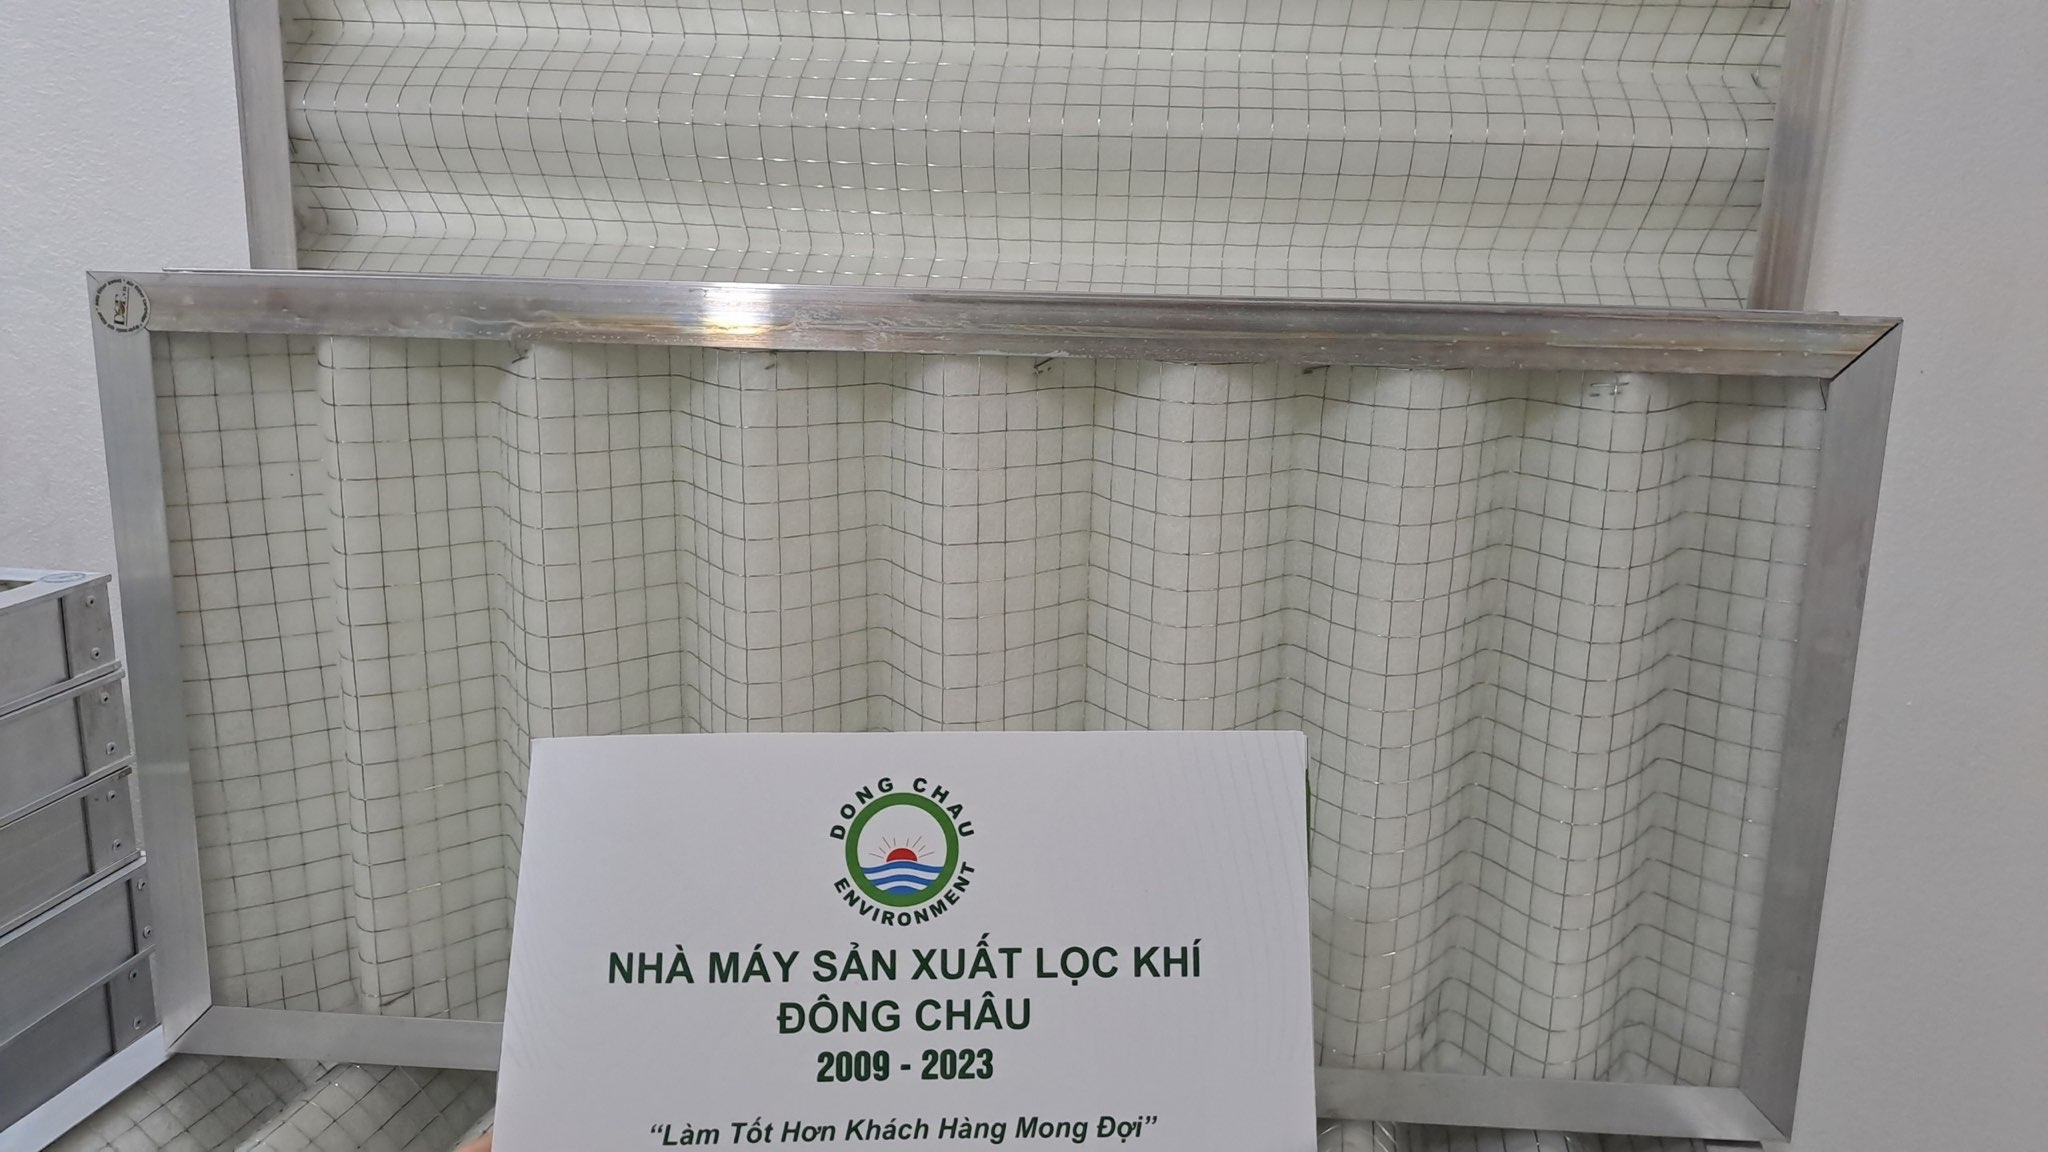 DONG CHAU
ENVIRONMENT
NHÀ MÁY SẢN XUẤT LỌC KHÍ
ĐÔNG CHÂU
2009 - 2023
“Làm Tốt Hơn Khách Hàng Mong Đợi”